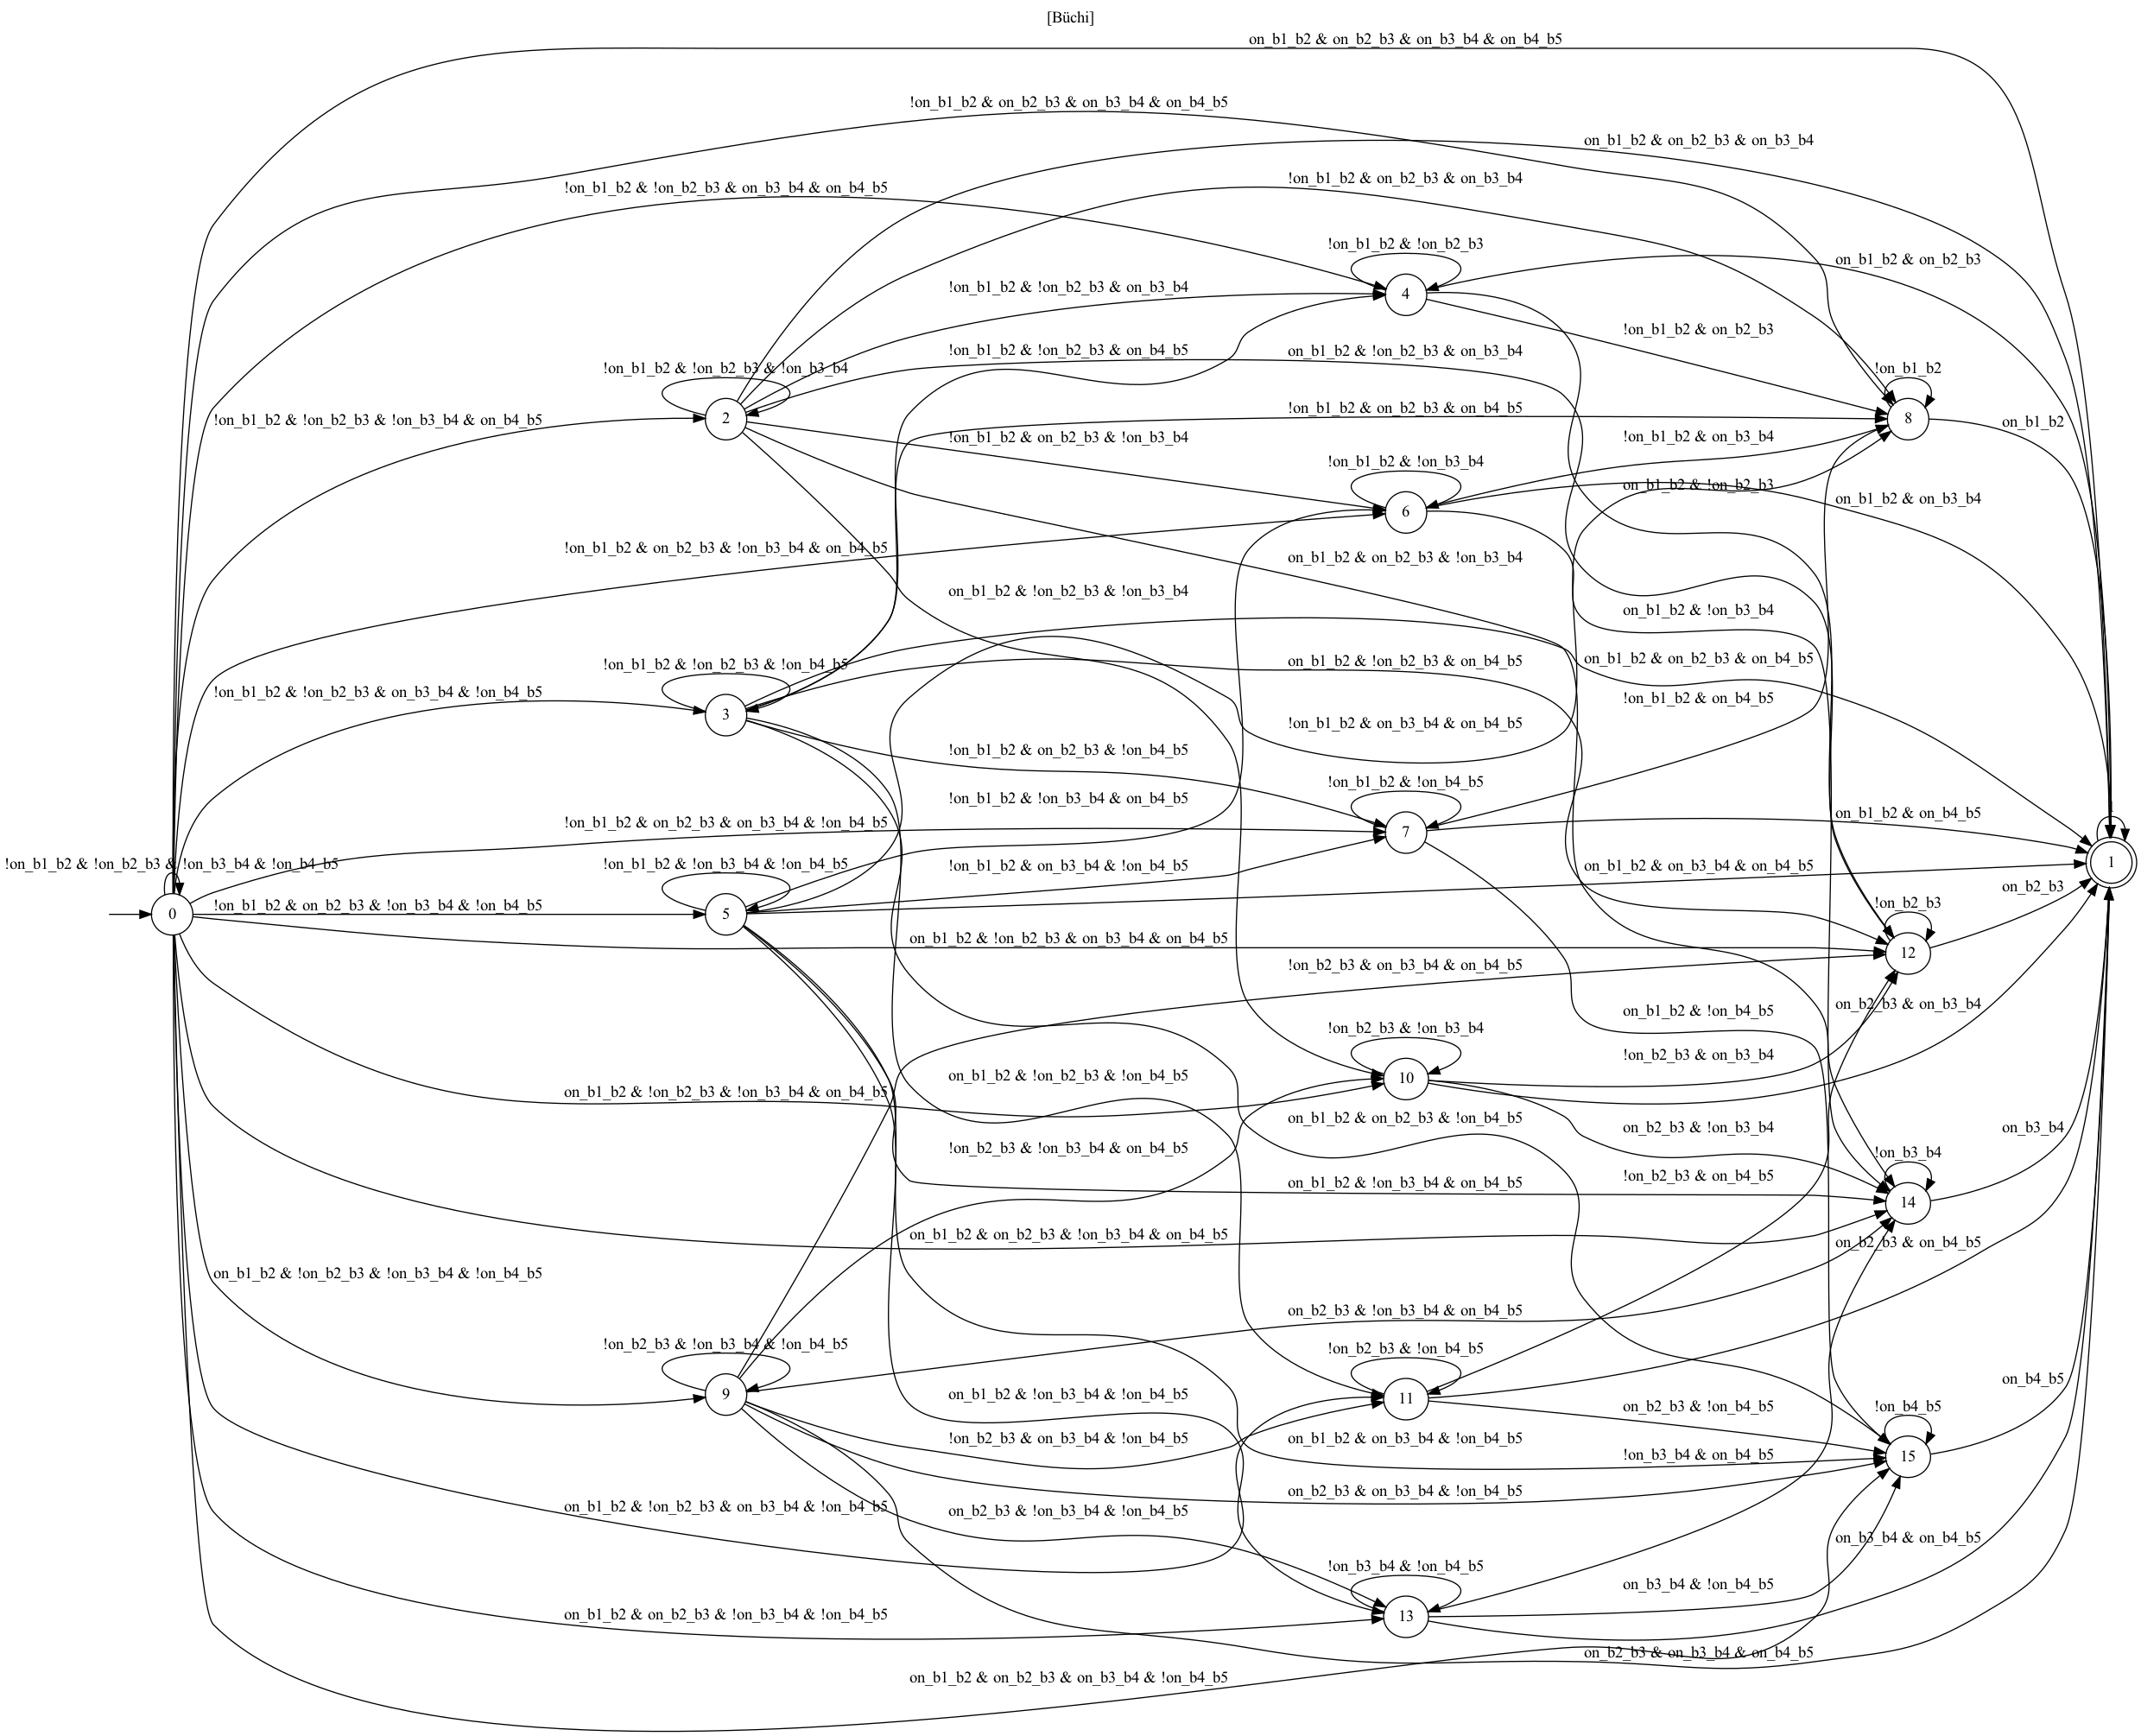 [Büchi]
on_b1_b2 & on_b2_b3 & on_b3_b4 & on_b4_b5
!on_b1_b2 & on_b2_b3 & on_b3_b4 & on_b4_b5
on_b1_b2 & on_b2_b3 & on_b3_b4
!on_b1_b2 & on_b2_b3 & on_b3_b4
!on_b1_b2 & !on_b2_b3 & on_b3_b4 & on_b4_b5
!on_b1_b2 & !on_b2_b3
on_b1_b2 & on_b2_b3
!on_b1_b2 & !on_b2_b3 & on_b3_b4
4
!on_b1_b2 & on_b2_b3
!on_b1_b2 & !on_b2_b3 & on_b4_b5
on_b1_b2 & !on_b2_b3 & on_b3_b4
!on_b1_b2 & !on_b2_b3 & !on_b3_b4
!on_b1_b2
!on_b1_b2 & on_b2_b3 & on_b4_b5
!on_b1_b2 & !on_b2_b3 & !on_b3_b4 & on_b4_b5
2
8
on_b1_b2
!on_b1_b2 & on_b2_b3 & !on_b3_b4
!on_b1_b2 & on_b3_b4
!on_b1_b2 & !on_b3_b4
on_b1_b2 & !on_b2_b3
on_b1_b2 & on_b3_b4
6
!on_b1_b2 & on_b2_b3 & !on_b3_b4 & on_b4_b5
on_b1_b2 & on_b2_b3 & !on_b3_b4
on_b1_b2 & !on_b2_b3 & !on_b3_b4
on_b1_b2 & !on_b3_b4
!on_b1_b2 & !on_b2_b3 & !on_b4_b5
on_b1_b2 & !on_b2_b3 & on_b4_b5
on_b1_b2 & on_b2_b3 & on_b4_b5
!on_b1_b2 & !on_b2_b3 & on_b3_b4 & !on_b4_b5
!on_b1_b2 & on_b4_b5
3
!on_b1_b2 & on_b3_b4 & on_b4_b5
!on_b1_b2 & on_b2_b3 & !on_b4_b5
!on_b1_b2 & !on_b4_b5
!on_b1_b2 & !on_b3_b4 & on_b4_b5
on_b1_b2 & on_b4_b5
!on_b1_b2 & on_b2_b3 & on_b3_b4 & !on_b4_b5
7
!on_b1_b2 & !on_b2_b3 & !on_b3_b4 & !on_b4_b5
!on_b1_b2 & !on_b3_b4 & !on_b4_b5
!on_b1_b2 & on_b3_b4 & !on_b4_b5
on_b1_b2 & on_b3_b4 & on_b4_b5
1
on_b2_b3
!on_b2_b3
!on_b1_b2 & on_b2_b3 & !on_b3_b4 & !on_b4_b5
0
5
on_b1_b2 & !on_b2_b3 & on_b3_b4 & on_b4_b5
12
!on_b2_b3 & on_b3_b4 & on_b4_b5
on_b2_b3 & on_b3_b4
on_b1_b2 & !on_b4_b5
!on_b2_b3 & !on_b3_b4
!on_b2_b3 & on_b3_b4
10
on_b1_b2 & !on_b2_b3 & !on_b4_b5
on_b1_b2 & !on_b2_b3 & !on_b3_b4 & on_b4_b5
on_b1_b2 & on_b2_b3 & !on_b4_b5
on_b2_b3 & !on_b3_b4
on_b3_b4
!on_b2_b3 & !on_b3_b4 & on_b4_b5
!on_b3_b4
!on_b2_b3 & on_b4_b5
on_b1_b2 & !on_b3_b4 & on_b4_b5
14
on_b1_b2 & on_b2_b3 & !on_b3_b4 & on_b4_b5
on_b2_b3 & on_b4_b5
on_b1_b2 & !on_b2_b3 & !on_b3_b4 & !on_b4_b5
on_b2_b3 & !on_b3_b4 & on_b4_b5
!on_b2_b3 & !on_b3_b4 & !on_b4_b5
!on_b2_b3 & !on_b4_b5
on_b4_b5
9
on_b1_b2 & !on_b3_b4 & !on_b4_b5
11
on_b2_b3 & !on_b4_b5
!on_b4_b5
!on_b2_b3 & on_b3_b4 & !on_b4_b5
on_b1_b2 & on_b3_b4 & !on_b4_b5
!on_b3_b4 & on_b4_b5
15
on_b2_b3 & on_b3_b4 & !on_b4_b5
on_b1_b2 & !on_b2_b3 & on_b3_b4 & !on_b4_b5
on_b2_b3 & !on_b3_b4 & !on_b4_b5
on_b3_b4 & on_b4_b5
!on_b3_b4 & !on_b4_b5
on_b3_b4 & !on_b4_b5
on_b1_b2 & on_b2_b3 & !on_b3_b4 & !on_b4_b5
13
on_b2_b3 & on_b3_b4 & on_b4_b5
on_b1_b2 & on_b2_b3 & on_b3_b4 & !on_b4_b5